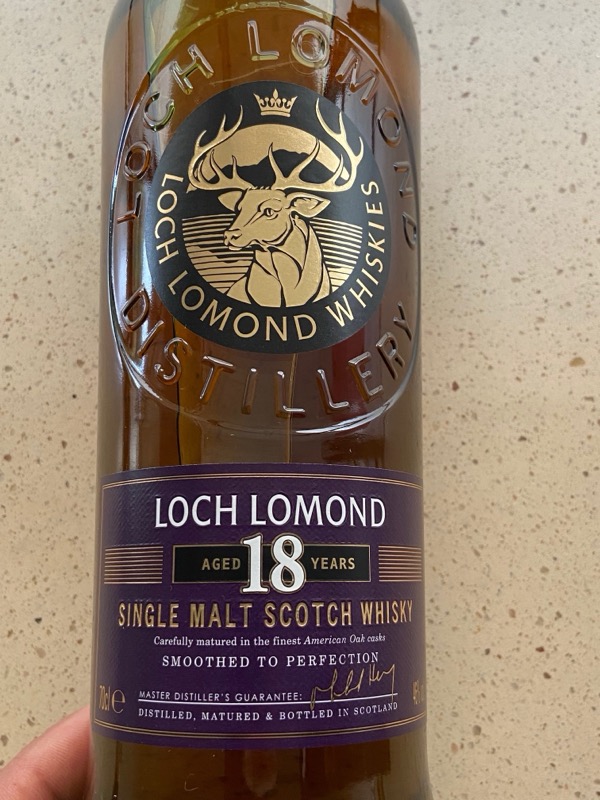 LOCH LOMOND
DISTILLERY
LOCH LOMOND WHISKIES
LOCH LOMOND
AGED 18 YEARS
SINGLE MALT SCOTCH WHISKY
Carefully matured in the finest American Oak casks
SMOOTHED TO PERFECTION
70cl e
MASTER DISTILLER'S GUARANTEE:
DISTILLED, MATURED & BOTTLED IN SCOTLAND